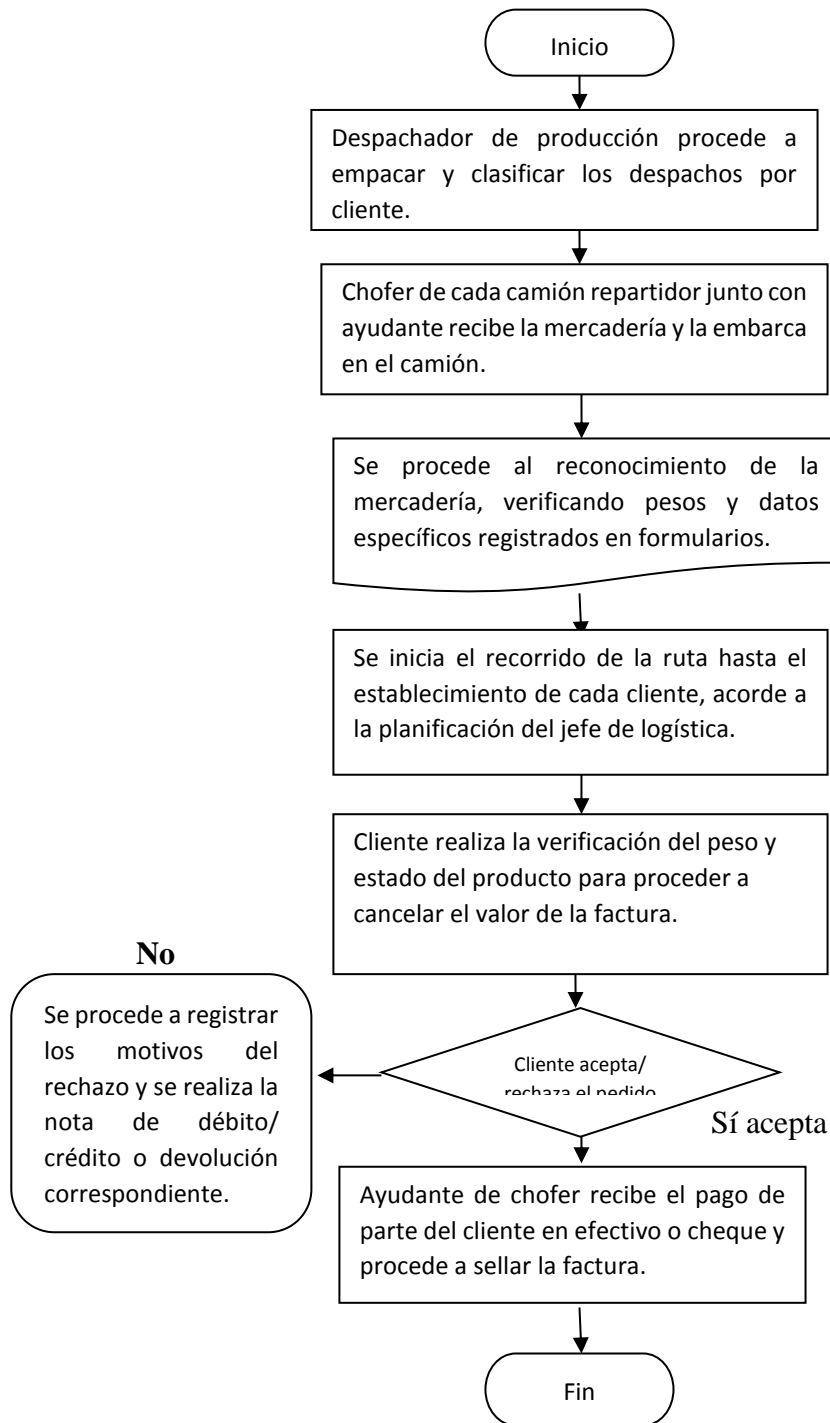 Inicio
Despachador de producción procede a
empacar y clasificar los despachos por
cliente.
Chofer de cada camión repartidor junto con
ayudante recibe la mercadería y la embarca
en el camión.
Se procede al reconocimiento de la
mercadería, verificando pesos y datos
específicos registrados en formularios.
Se inicia el recorrido de la ruta hasta el
establecimiento de cada cliente, acorde a
la planificación del jefe de logística.
Cliente realiza la verificación del peso y
estado del producto para proceder a
cancelar el valor de la factura.
No
Se procede a registrar
los motivos del
rechazo y se realiza la
nota de débito/
crédito o devolución
correspondiente.
Cliente acepta/
rechaza el pedido
Sí acepta
Ayudante de chofer recibe el pago de
parte del cliente en efectivo o cheque y
procede a sellar la factura.
Fin